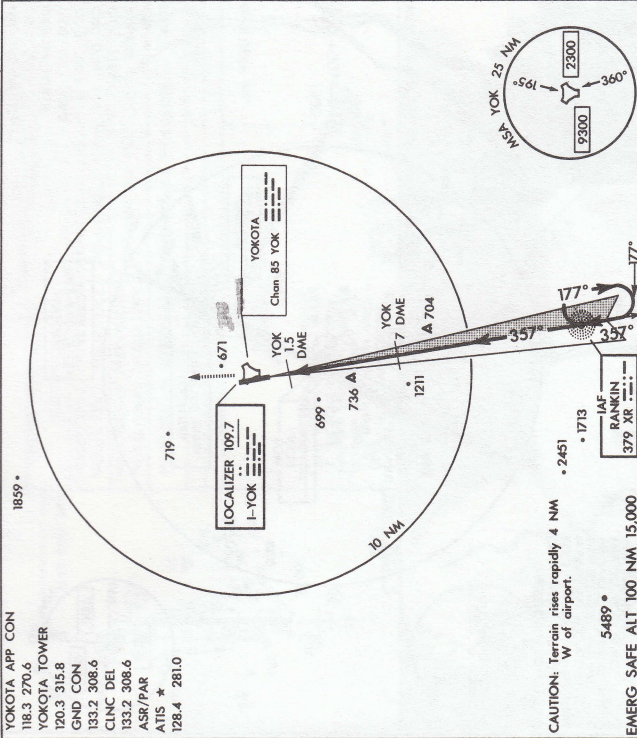 YOKOTA APP CON
118.3 270.6
YOKOTA TOWER
120.3 315.8
GND CON
133.2 308.6
CLNC DEL
133.2 308.6
ASR/PAR
ATIS ★
128.4 281.0
1859
MSA YOK 25 NM
195°
2300
360°
9300
719
671
YOKOTA
Chan 85 YOK
LOCALIZER 109.7
I-YOK
YOK
1.5
DME
699
736
YOK
7 DME
704
1211
10 NM
357°
177°
357°
177°
IAF
RANKIN
379 XR
1713
2451
CAUTION: Terrain rises rapidly 4 NM
W of airport.
5489
EMERG SAFE ALT 100 NM 15,000